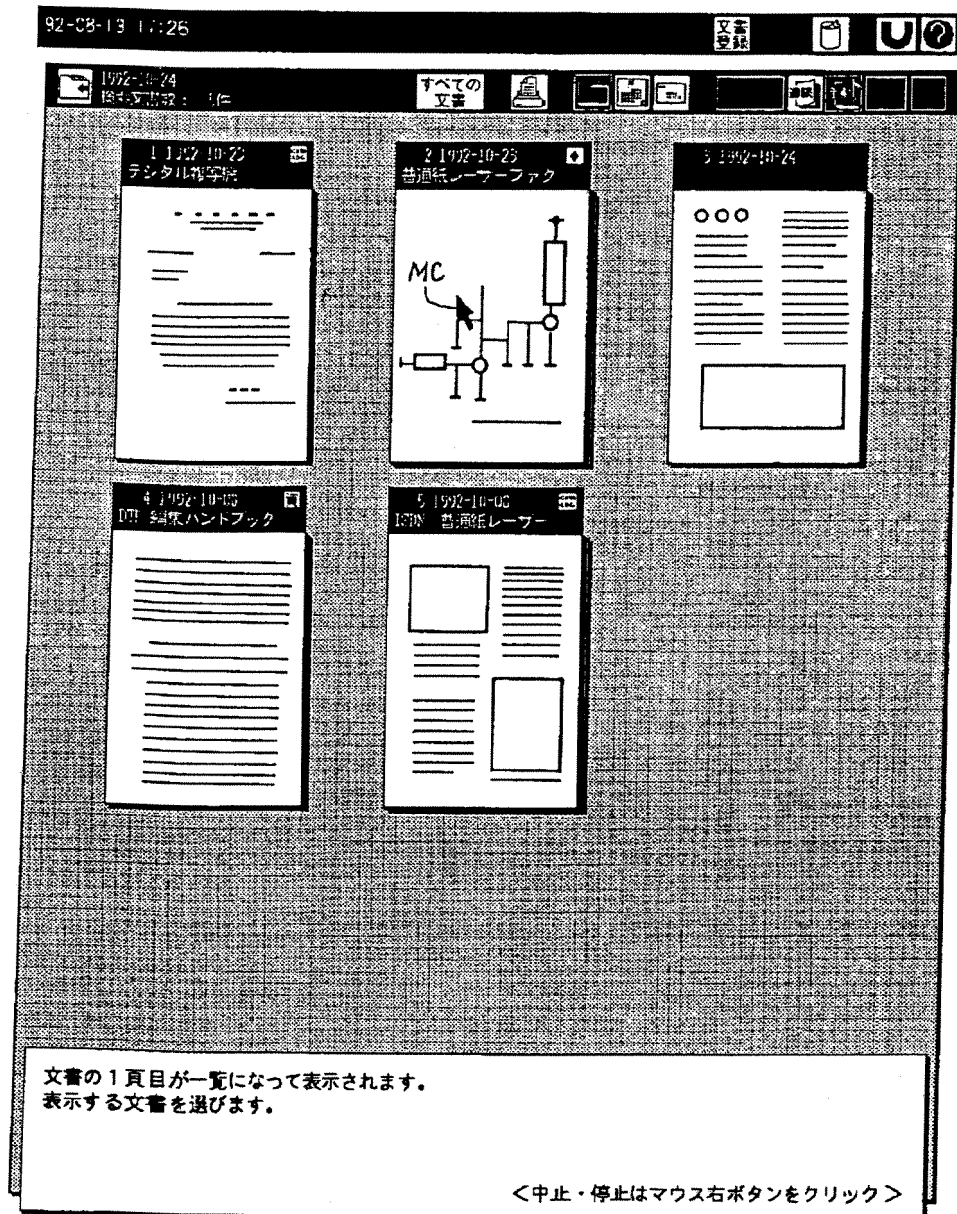 92-08-13 17:26
文書
登録
1992-10-24
すべての
文書
1 1992-10-23
デジタル複写機
2 1992-10-23
普通紙レーザーファク
MC
3 1992-10-24
4 1992-10-08
編集ハンドブック
5 1992-10-08
ISDN 普通紙レーザー
文書の1頁目が一覧になって表示されます。
表示する文書を選びます。
<中止・停止はマウス右ボタンをクリック>